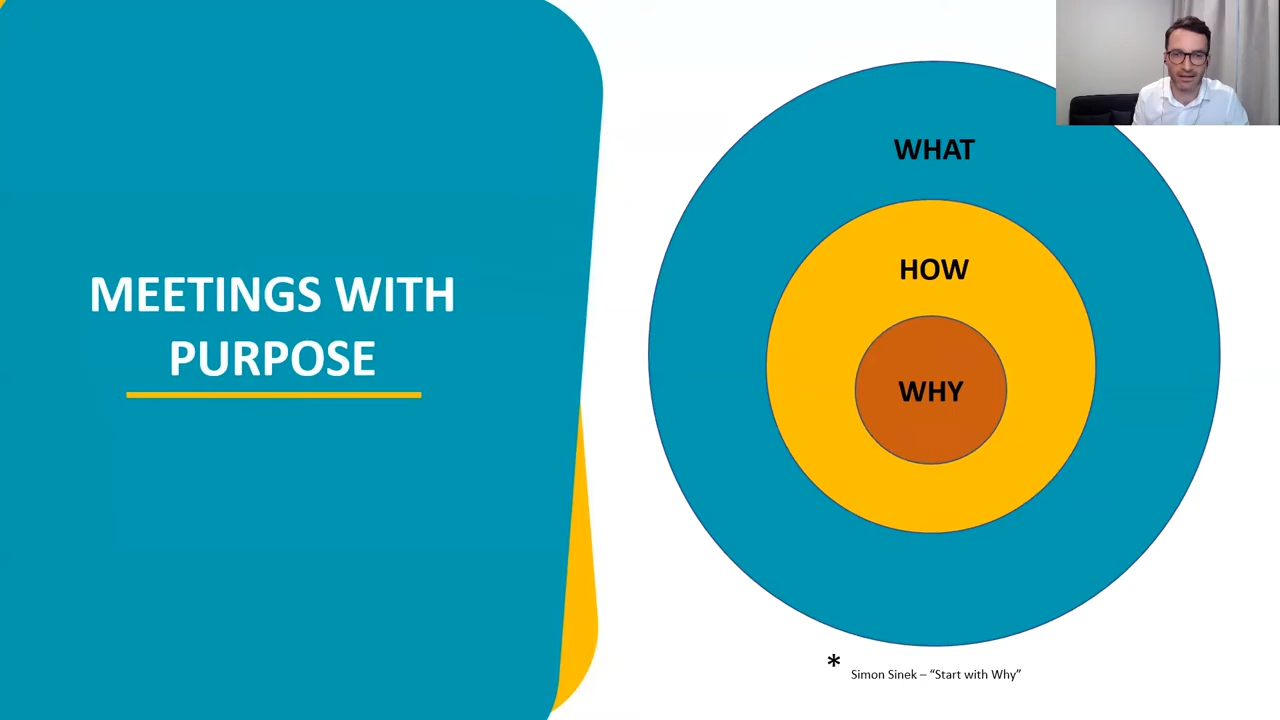 MEETINGS WITH
PURPOSE
WHAT
HOW
WHY
* Simon Sinek – “Start with Why”